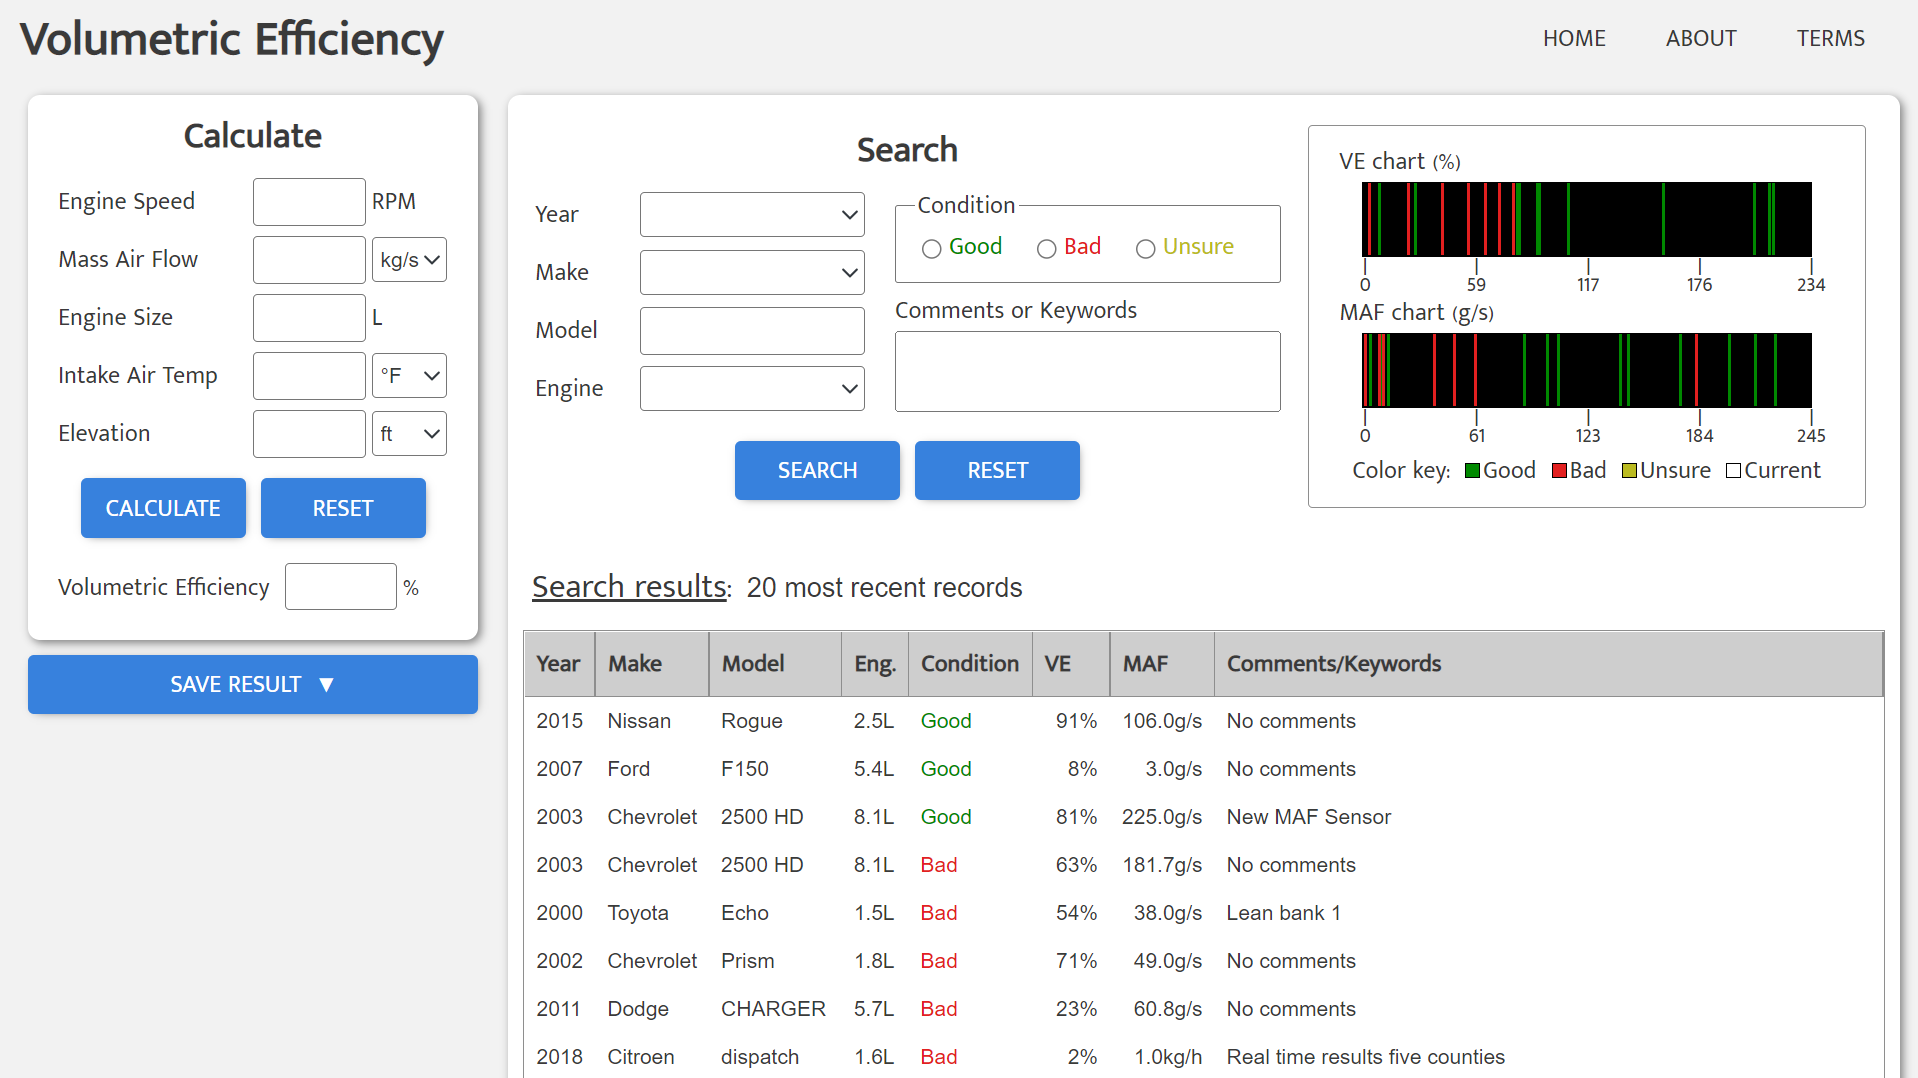 Volumetric Efficiency
HOME ABOUT TERMS
Calculate
Engine Speed RPM
Mass Air Flow kg/s
Engine Size L
Intake Air Temp °F
Elevation ft
CALCULATE RESET
Volumetric Efficiency %
SAVE RESULT ▼
Search
Year
Make
Model
Engine
Condition
Good Bad Unsure
Comments or Keywords
SEARCH RESET
VE chart (%)
0 59 117 176 234
MAF chart (g/s)
0 61 123 184 245
Color key: Good Bad Unsure Current
Search results: 20 most recent records
Year Make Model Eng. Condition VE MAF Comments/Keywords
2015 Nissan Rogue 2.5L Good 91% 106.0g/s No comments
2007 Ford F150 5.4L Good 8% 3.0g/s No comments
2003 Chevrolet 2500 HD 8.1L Good 81% 225.0g/s New MAF Sensor
2003 Chevrolet 2500 HD 8.1L Bad 63% 181.7g/s No comments
2000 Toyota Echo 1.5L Bad 54% 38.0g/s Lean bank 1
2002 Chevrolet Prism 1.8L Bad 71% 49.0g/s No comments
2011 Dodge CHARGER 5.7L Bad 23% 60.8g/s No comments
2018 Citroen dispatch 1.6L Bad 2% 1.0kg/h Real time results five counties